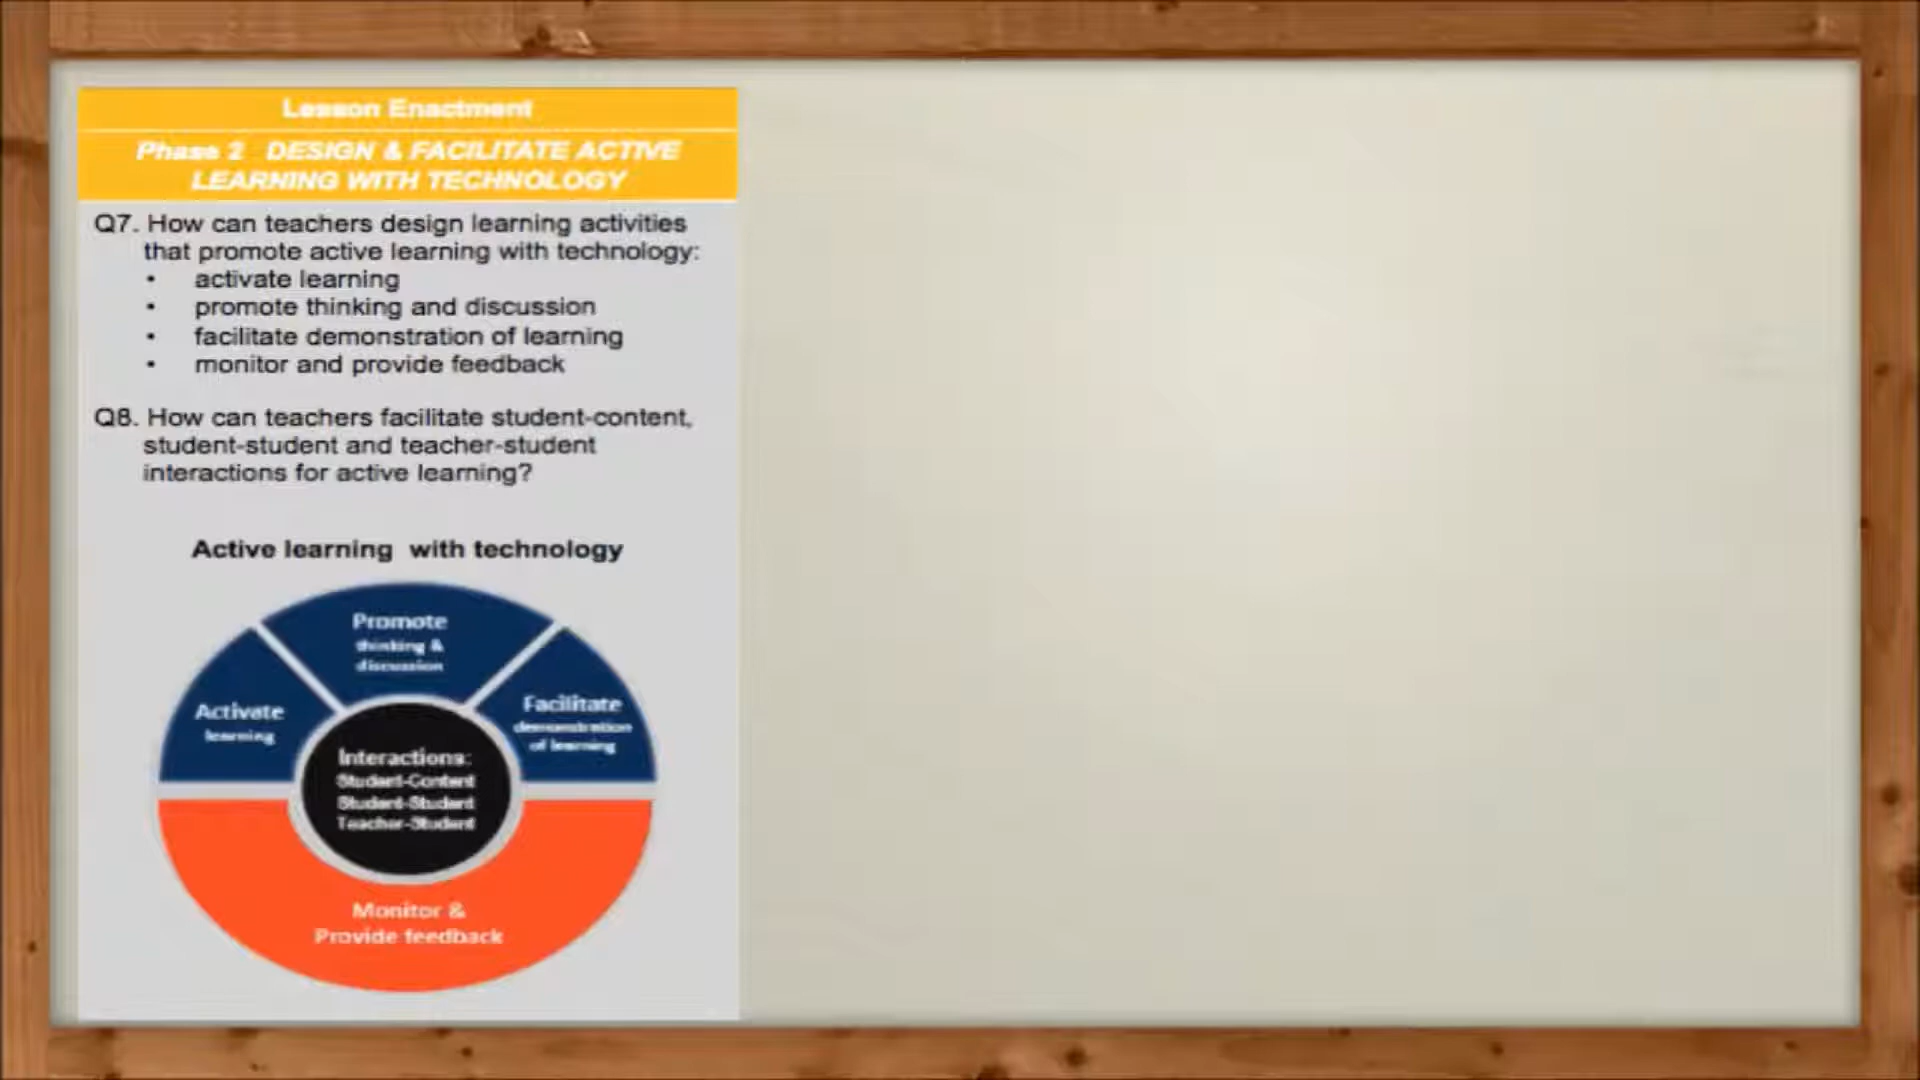 Lesson Enactment
Phase 2 DESIGN & FACILITATE ACTIVE
LEARNING WITH TECHNOLOGY
Q7. How can teachers design learning activities
that promote active learning with technology:
• activate learning
• promote thinking and discussion
• facilitate demonstration of learning
• monitor and provide feedback
Q8. How can teachers facilitate student-content,
student-student and teacher-student
interactions for active learning?
Active learning with technology
Promote
thinking &
discussion
Activate
learning
Facilitate
demonstration
of learning
Interactions:
Student-Content
Student-Student
Teacher-Student
Monitor &
Provide feedback